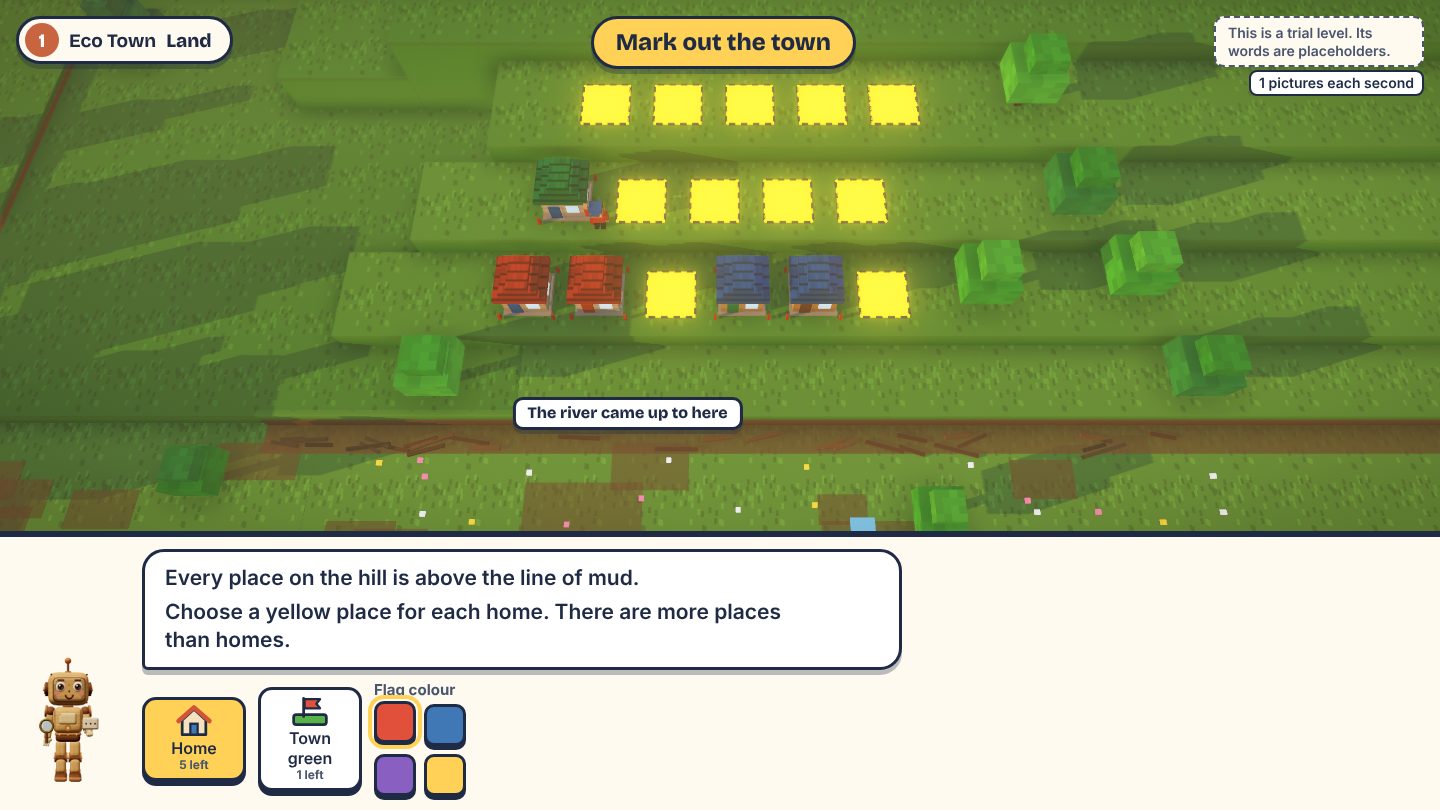 1 Eco Town Land
Mark out the town
This is a trial level. Its
words are placeholders.
1 pictures each second
The river came up to here
Every place on the hill is above the line of mud.
Choose a yellow place for each home. There are more places
than homes.
Flag colour
Home
5 left
Town
green
1 left